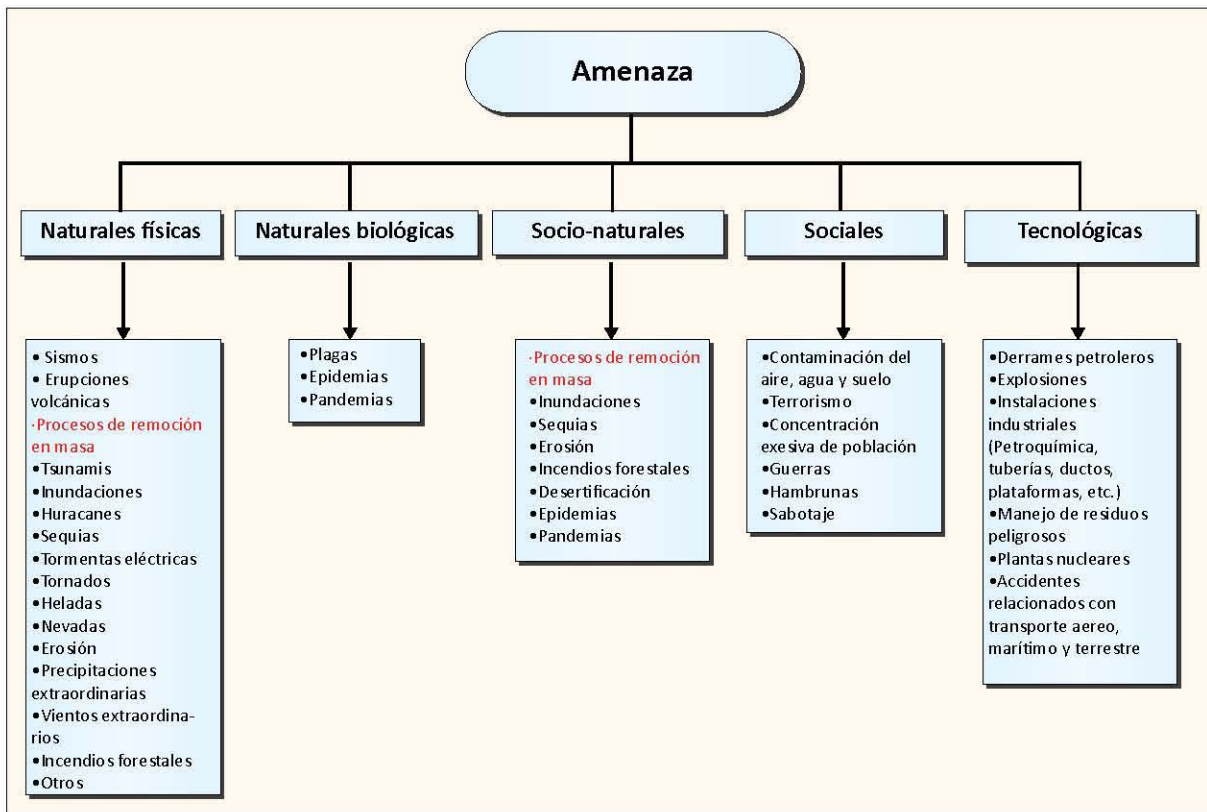 Amenaza
Naturales físicas
Naturales biológicas
Socio-naturales
Sociales
Tecnológicas
• Sismos
• Erupciones
volcánicas
·Procesos de remoción
en masa
•Tsunamis
•Inundaciones
•Huracanes
•Sequias
•Tormentas eléctricas
•Tornados
•Heladas
•Nevadas
•Erosión
•Precipitaciones
extraordinarias
•Vientos extraordina-
rios
•Incendios forestales
•Otros
•Plagas
•Epidemias
•Pandemias
·Procesos de remoción
en masa
•Inundaciones
•Sequias
•Erosión
•Incendios forestales
•Desertificación
•Epidemias
•Pandemias
•Contaminación del
aire, agua y suelo
•Terrorismo
•Concentración
exesiva de población
•Guerras
•Hambrunas
•Sabotaje
•Derrames petroleros
•Explosiones
•Instalaciones
industriales
(Petroquímica,
tuberías, ductos,
plataformas, etc.)
•Manejo de residuos
peligrosos
•Plantas nucleares
•Accidentes
relacionados con
transporte aereo,
marítimo y terrestre